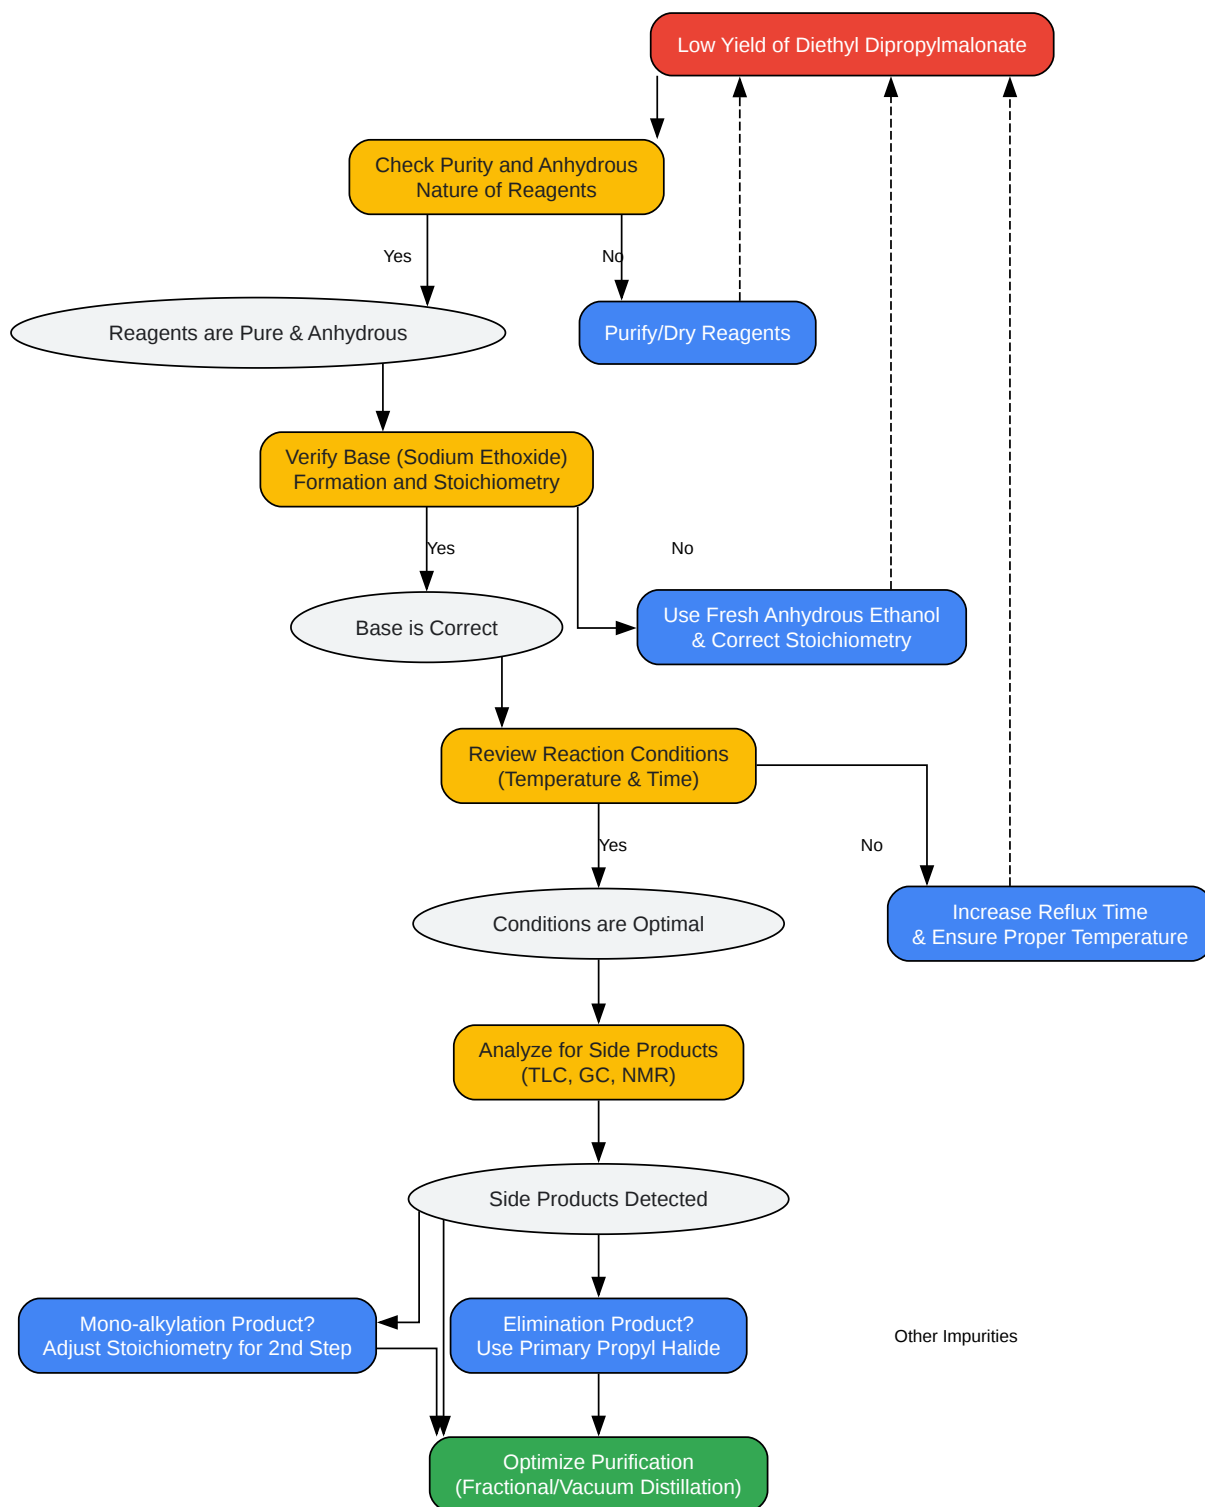 Low Yield of Diethyl Dipropylmalonate
Check Purity and Anhydrous
Nature of Reagents
Yes
No
Reagents are Pure & Anhydrous
Purify/Dry Reagents
Verify Base (Sodium Ethoxide)
Formation and Stoichiometry
Yes
No
Base is Correct
Use Fresh Anhydrous Ethanol
& Correct Stoichiometry
Review Reaction Conditions
(Temperature & Time)
Yes
No
Conditions are Optimal
Increase Reflux Time
& Ensure Proper Temperature
Analyze for Side Products
(TLC, GC, NMR)
Side Products Detected
Mono-alkylation Product?
Adjust Stoichiometry for 2nd Step
Elimination Product?
Use Primary Propyl Halide
Other Impurities
Optimize Purification
(Fractional/Vacuum Distillation)